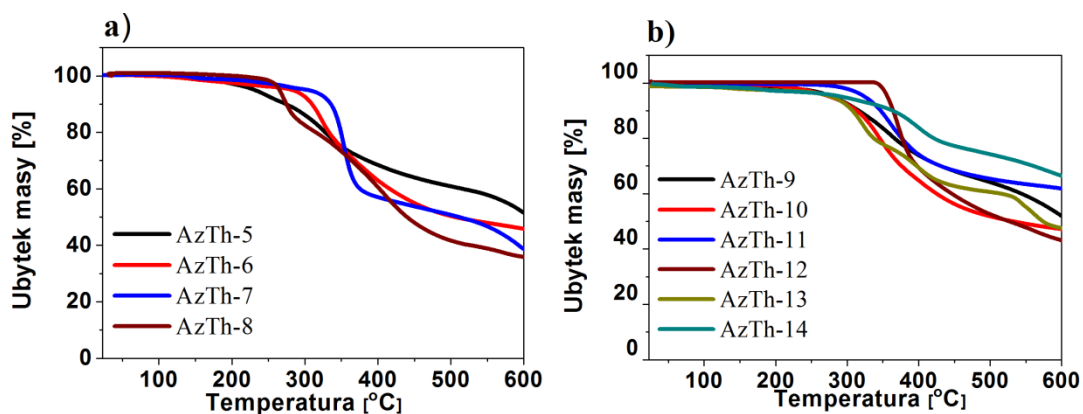 a)
Ubytek masy [%]
100
80
60
40
20
0
AzTh-5
AzTh-6
AzTh-7
AzTh-8
100 200 300 400 500 600
Temperatura [°C]
b)
Ubytek masy [%]
100
80
60
40
20
0
AzTh-9
AzTh-10
AzTh-11
AzTh-12
AzTh-13
AzTh-14
100 200 300 400 500 600
Temperatura [°C]